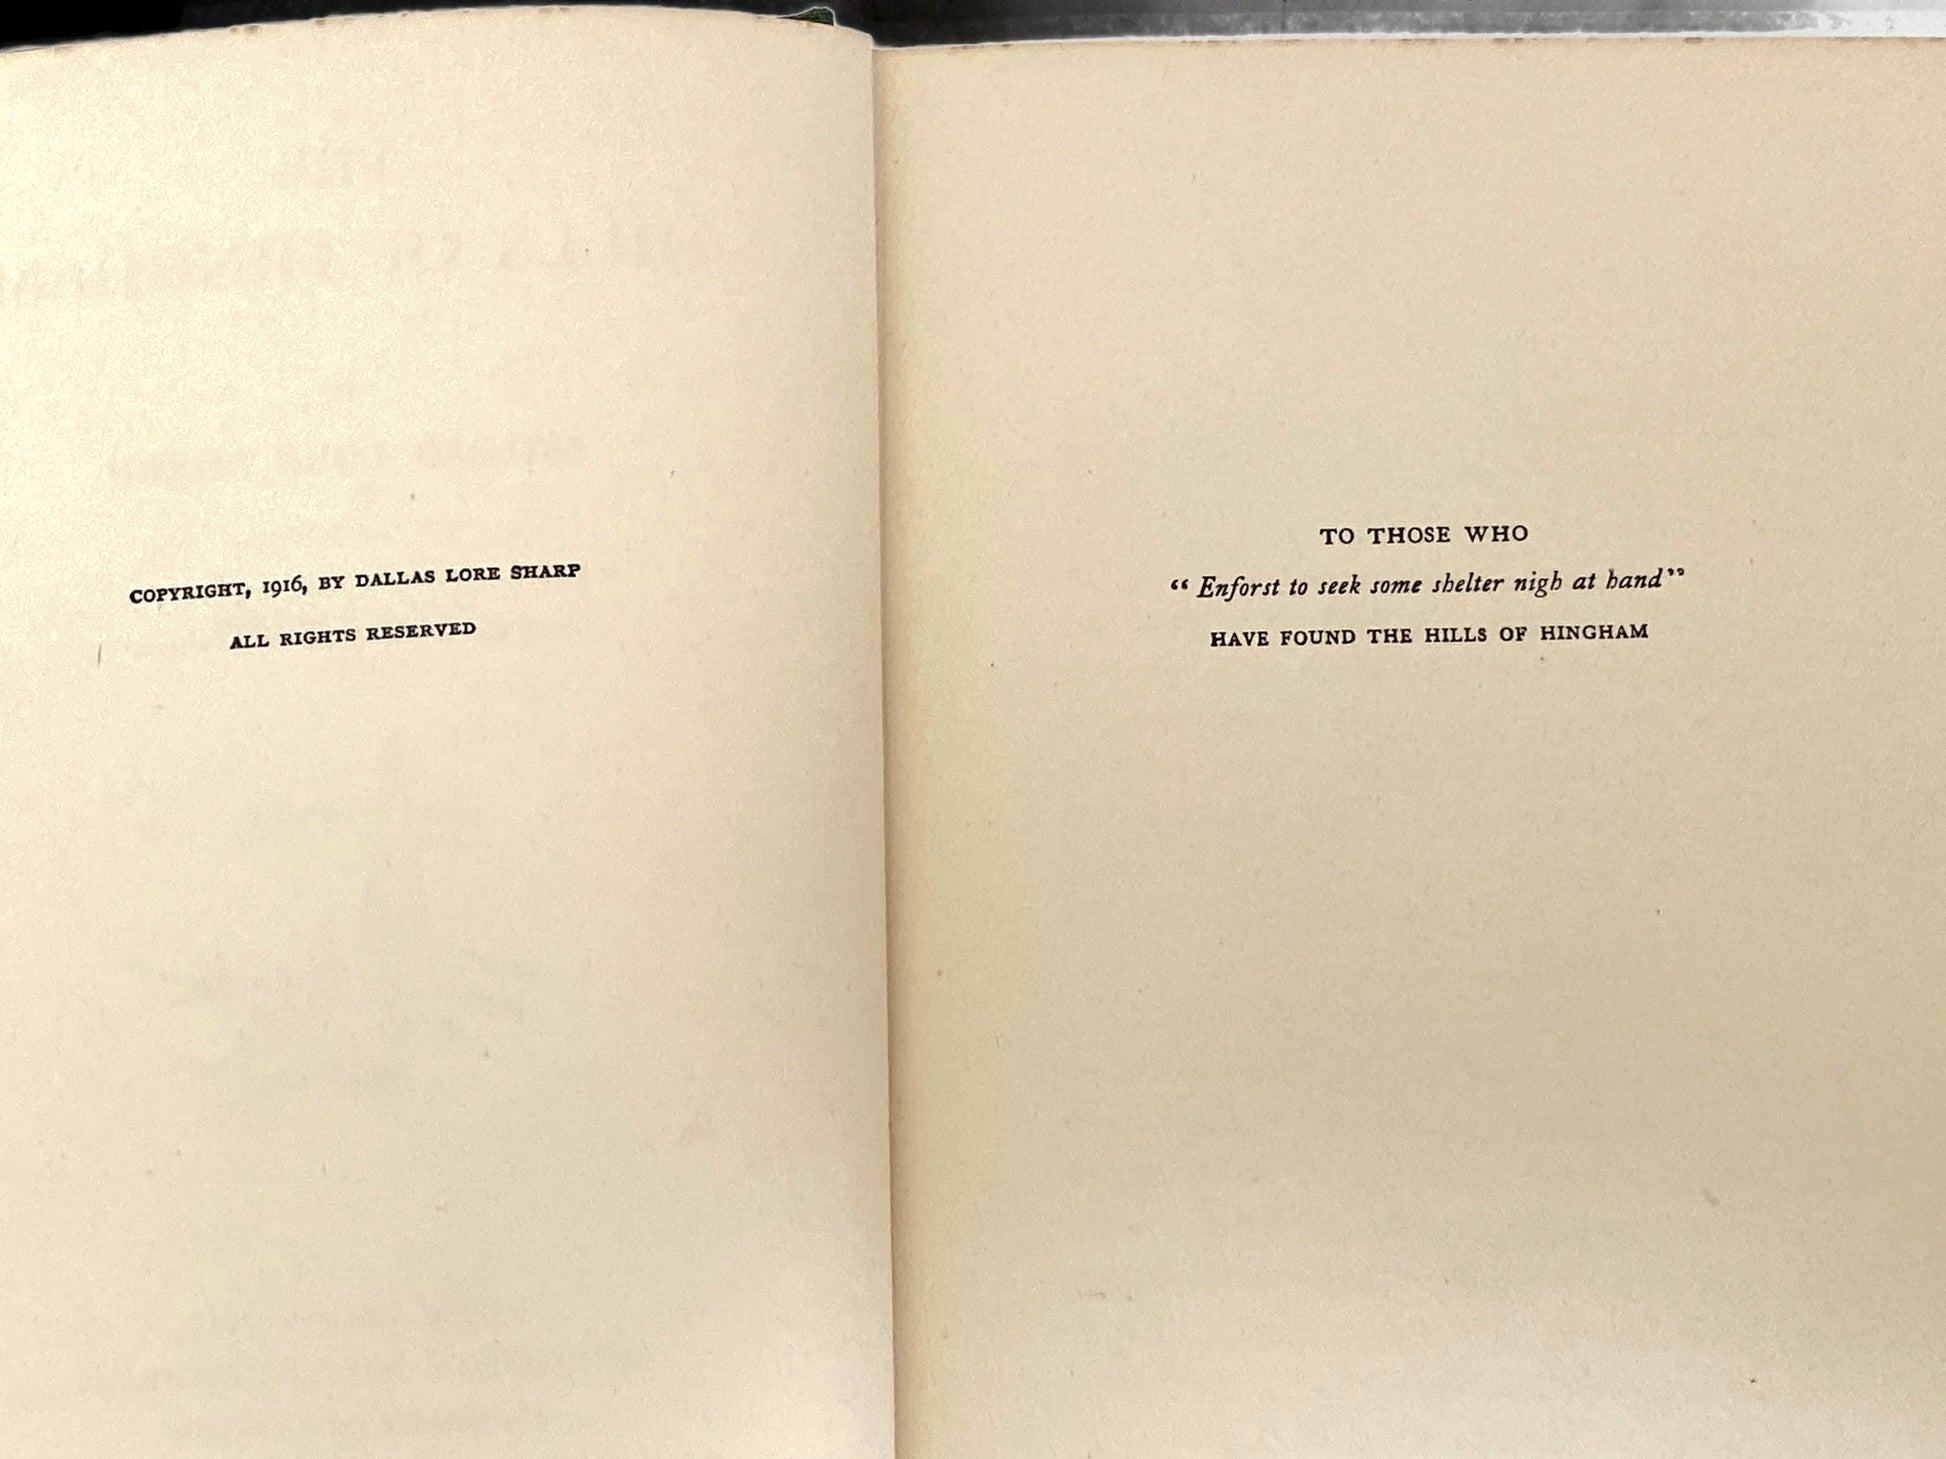 COPYRIGHT, 1916, BY DALLAS LORE SHARP
ALL RIGHTS RESERVED
TO THOSE WHO
“Enforst to seek some shelter nigh at hand”
HAVE FOUND THE HILLS OF HINGHAM